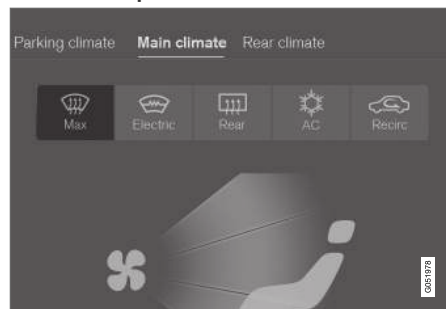 Parking climate Main climate Rear climate
Max Electric Rear AC Recirc
G051978